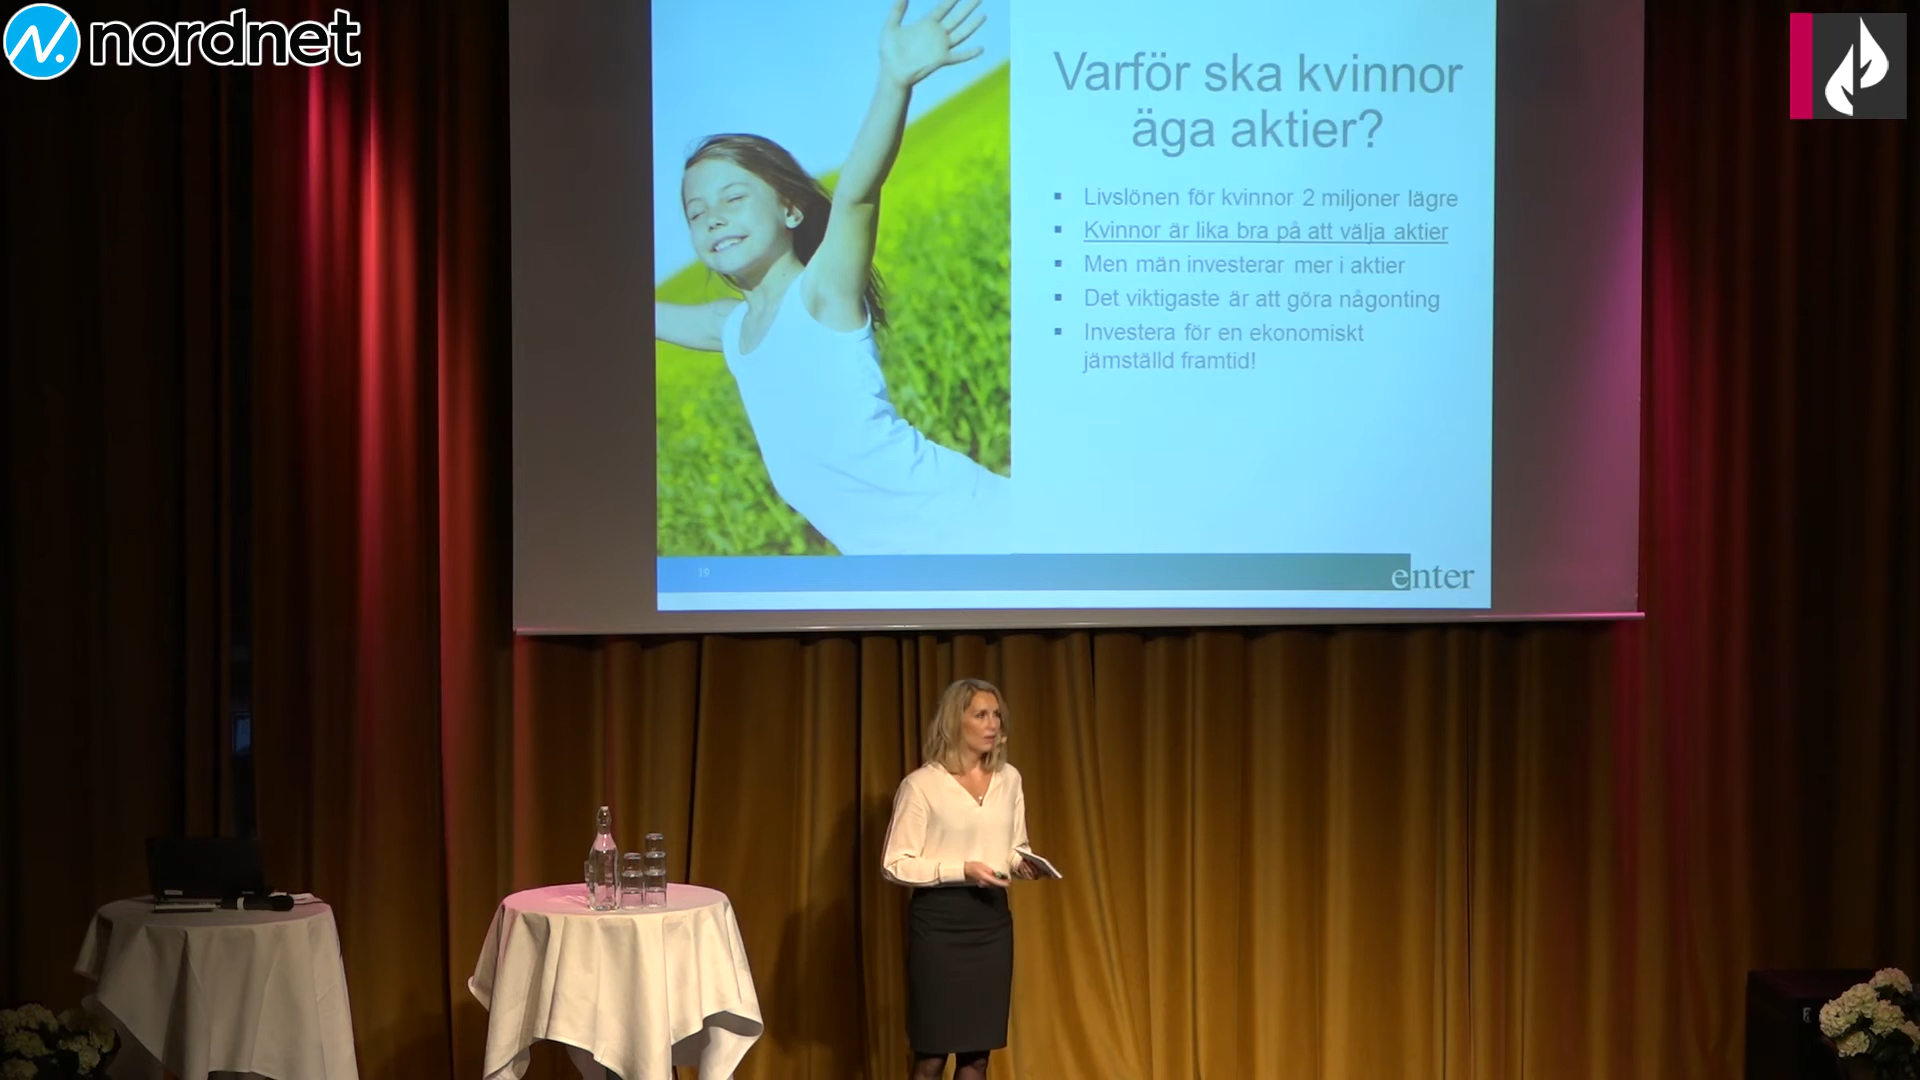 nordnet
Varför ska kvinnor
äga aktier?
▪ Livslönen för kvinnor 2 miljoner lägre
▪ Kvinnor är lika bra på att välja aktier
▪ Men män investerar mer i aktier
▪ Det viktigaste är att göra någonting
▪ Investera för en ekonomiskt
jämställd framtid!
19
enter